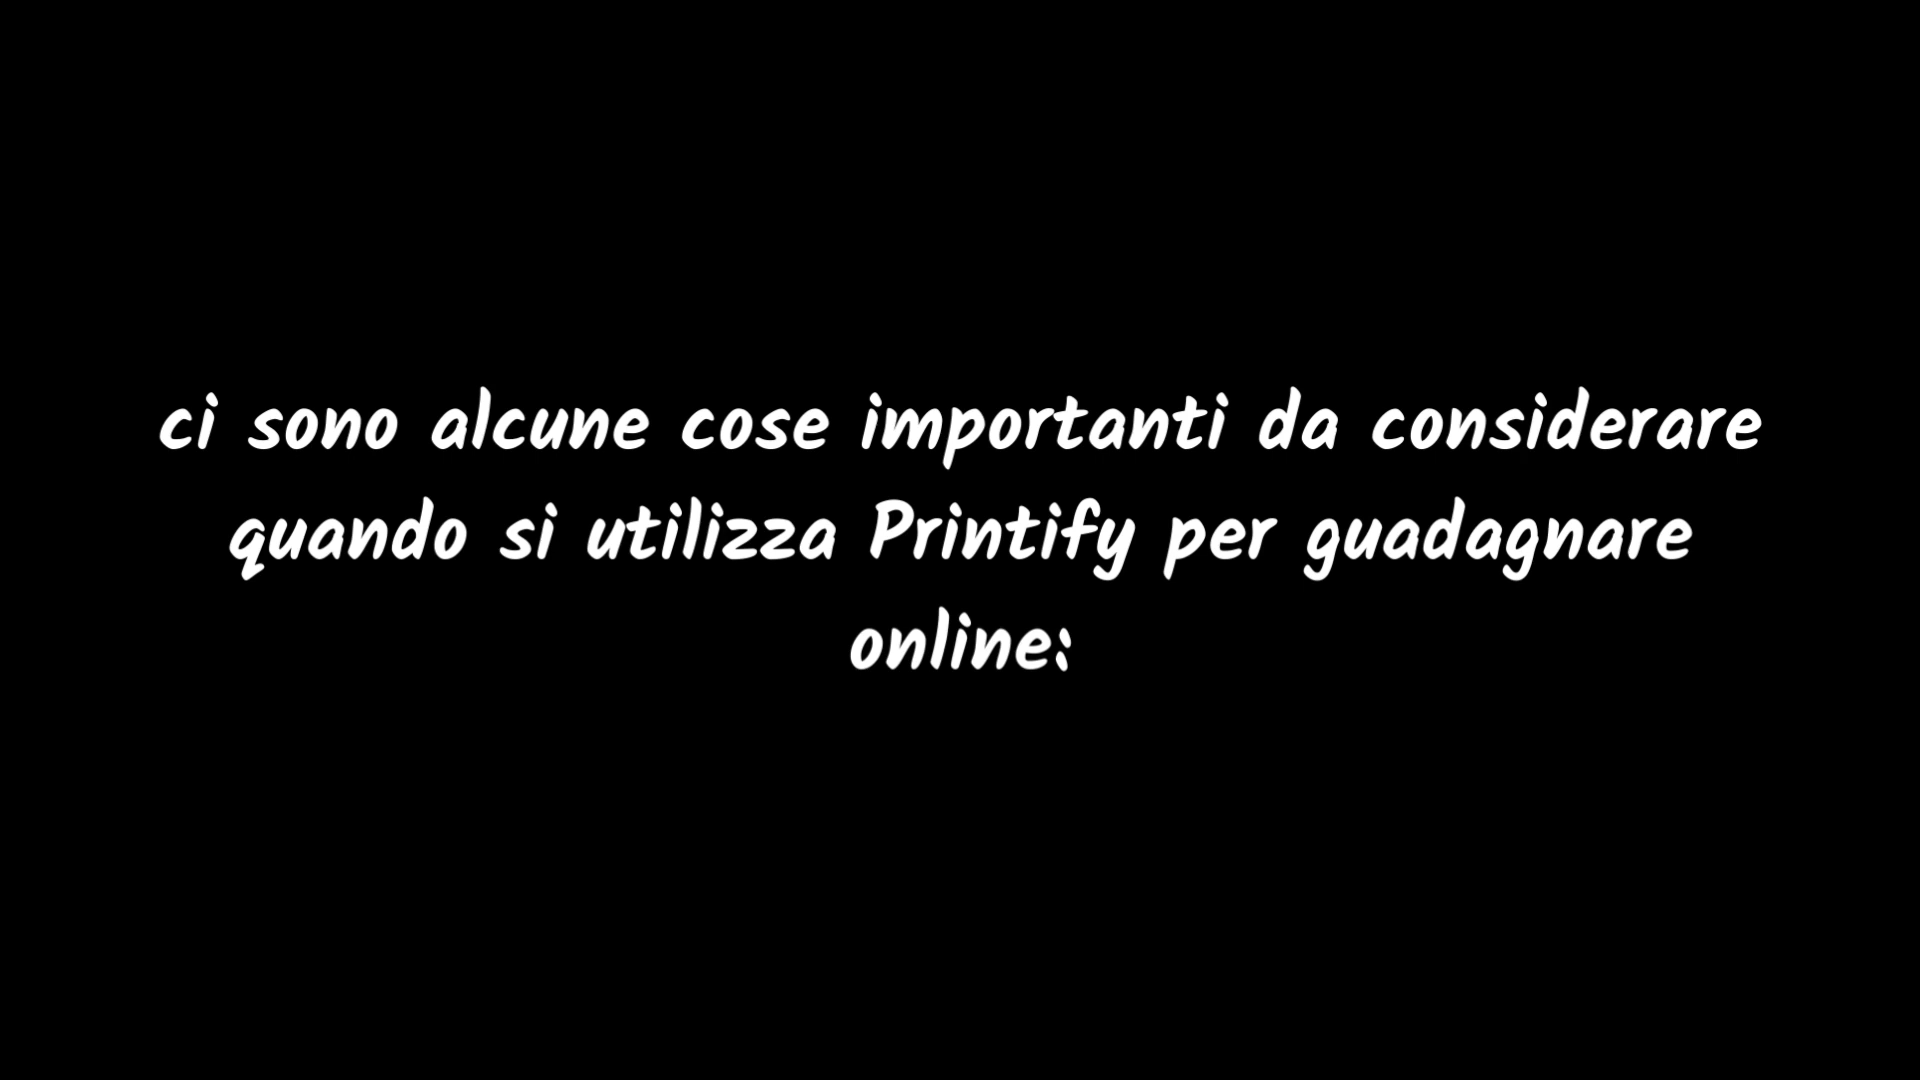 ci sono alcune cose importanti da considerare
quando si utilizza Printify per guadagnare
online: